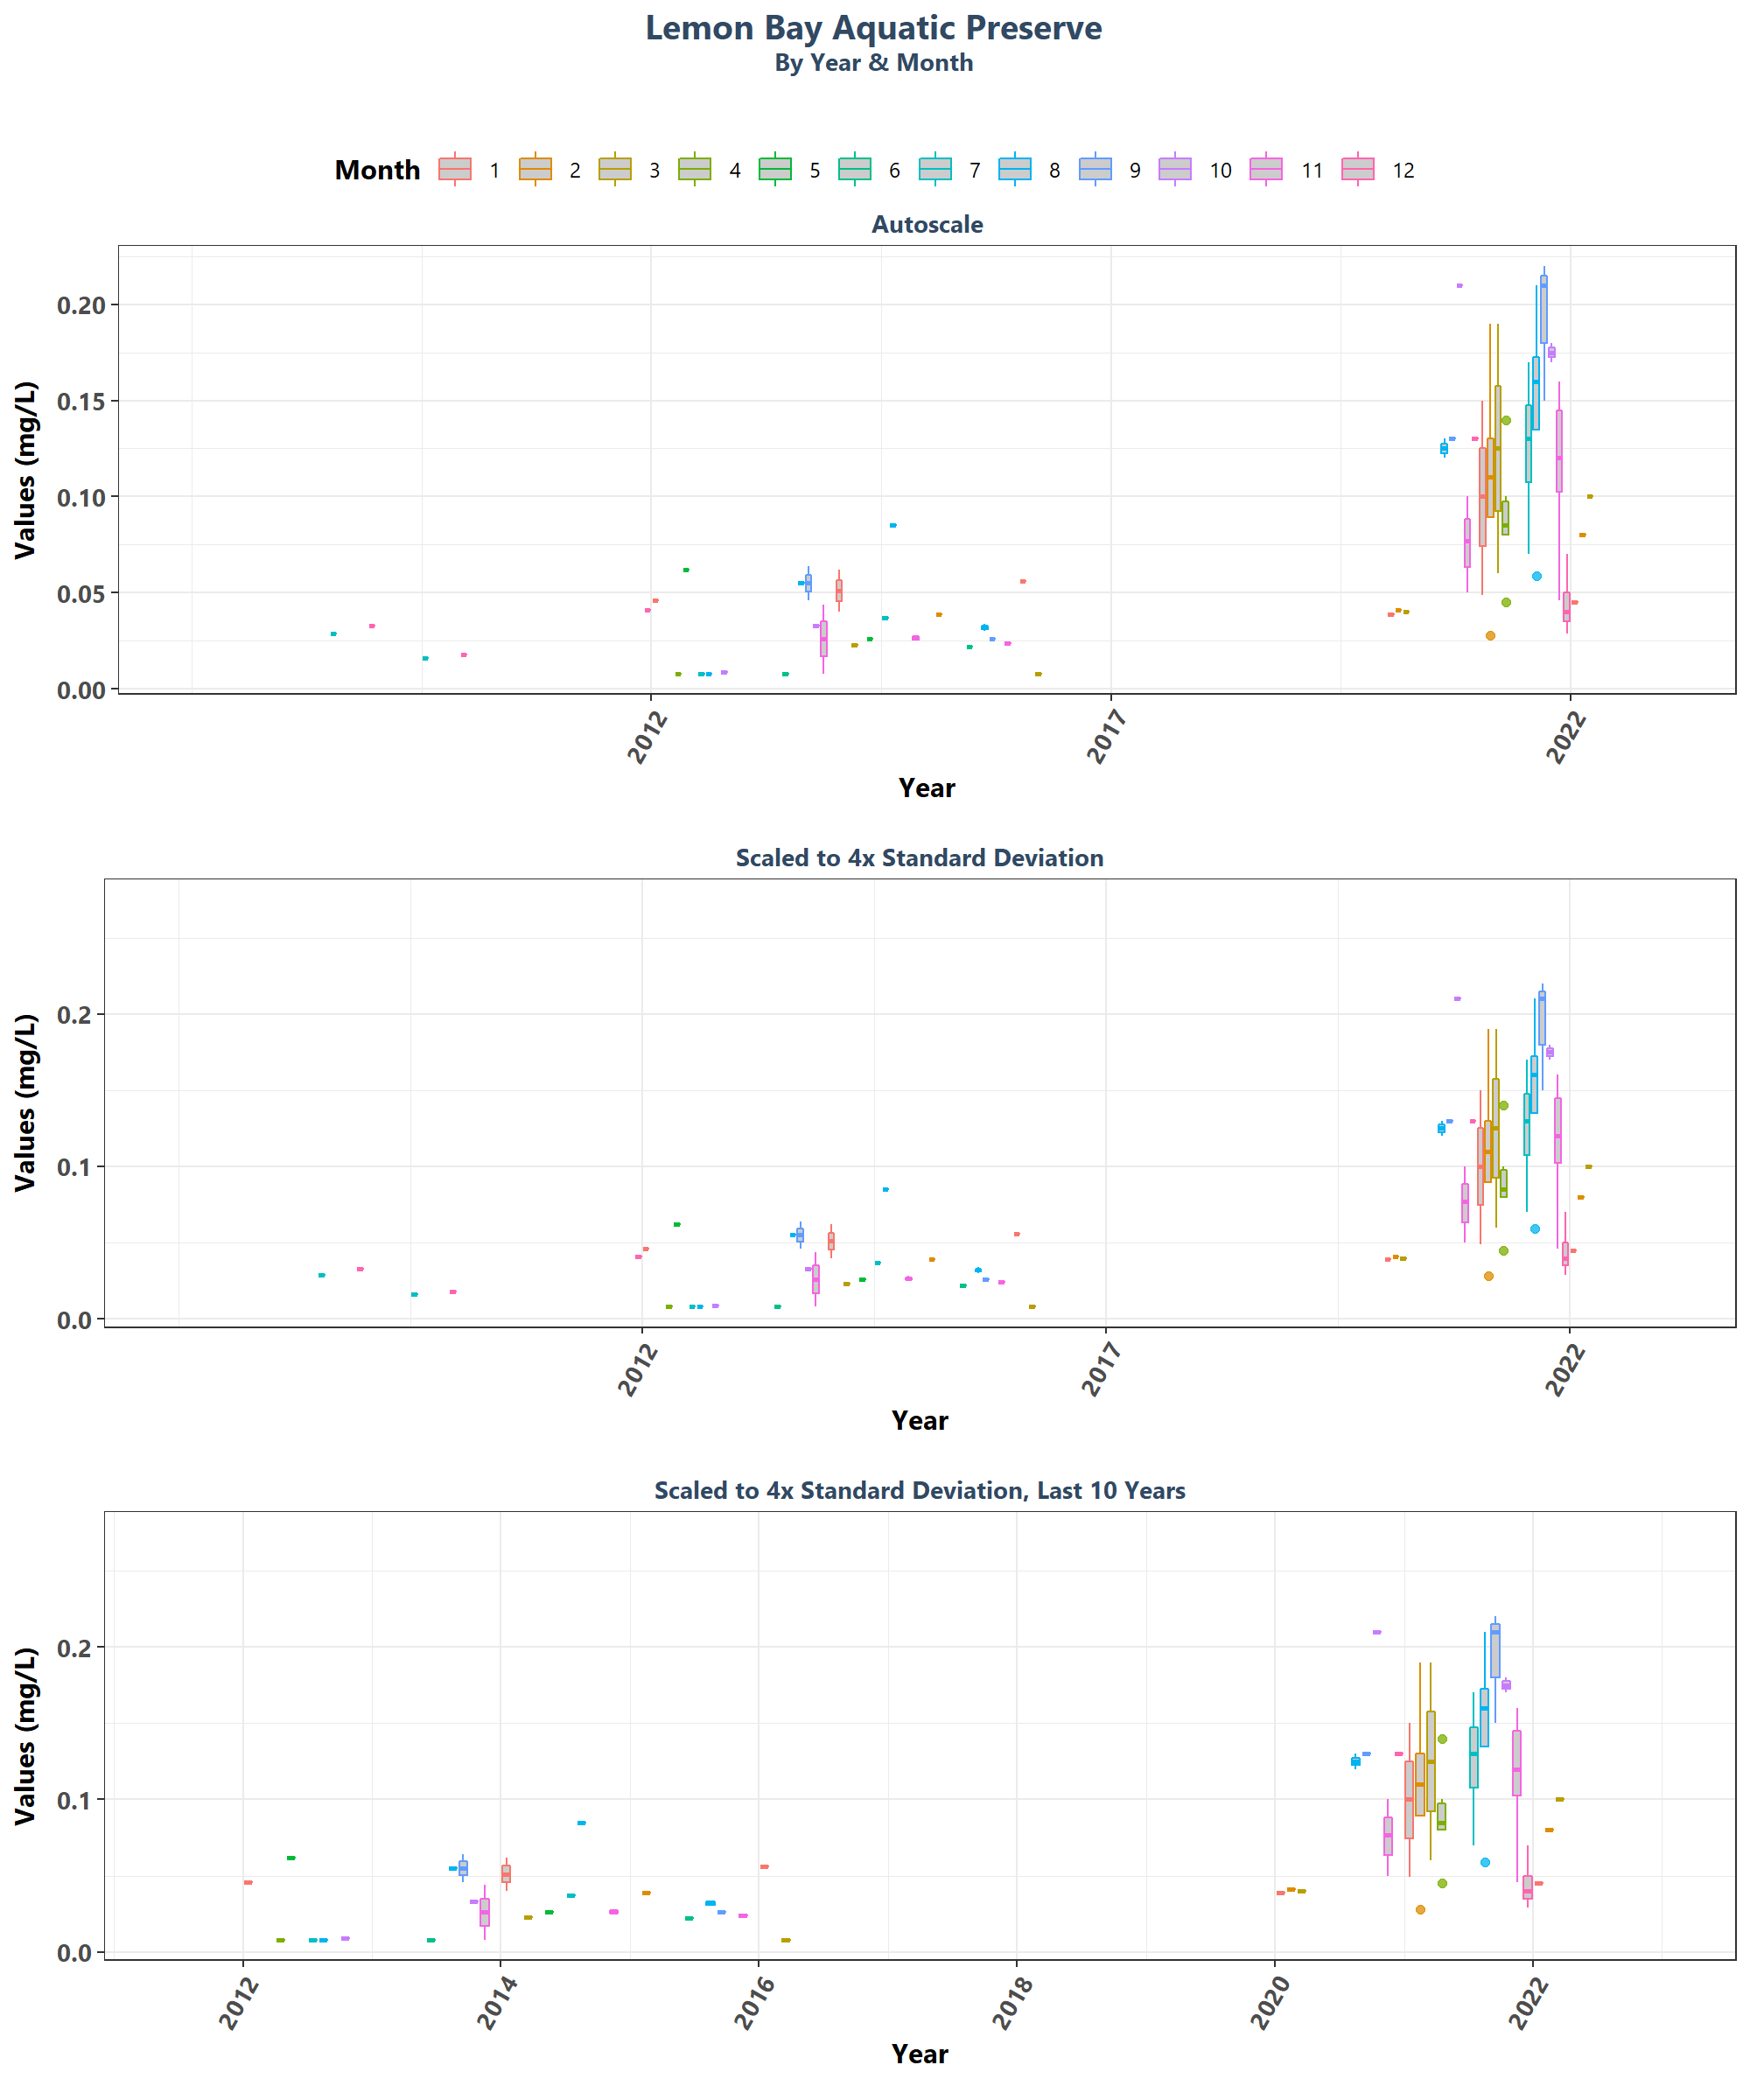 Lemon Bay Aquatic Preserve
By Year & Month
Month 1 2 3 4 5 6 7 8 9 10 11 12
Autoscale
Values (mg/L)
0.20
0.15
0.10
0.05
0.00
2012 2017 2022
Year
Scaled to 4x Standard Deviation
Values (mg/L)
0.2
0.1
0.0
2012 2017 2022
Year
Scaled to 4x Standard Deviation, Last 10 Years
Values (mg/L)
0.2
0.1
0.0
2012 2014 2016 2018 2020 2022
Year